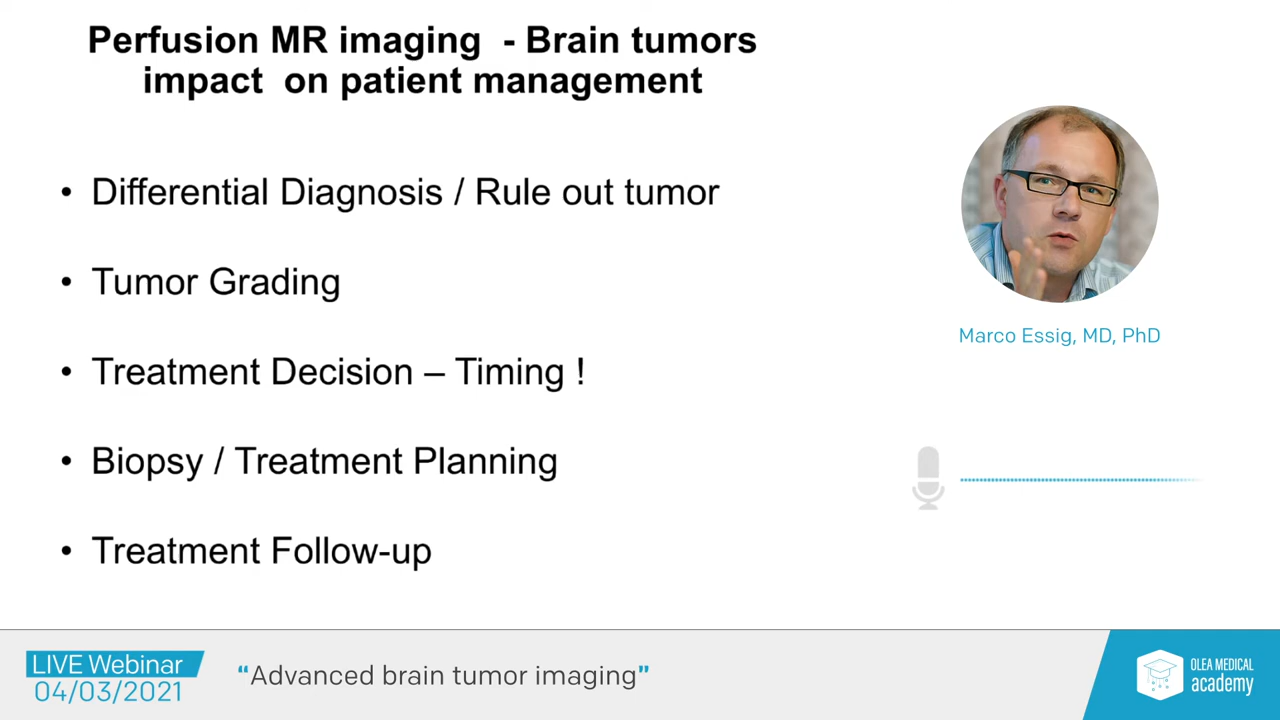 Perfusion MR imaging - Brain tumors
impact on patient management
• Differential Diagnosis / Rule out tumor
• Tumor Grading
• Treatment Decision – Timing !
• Biopsy / Treatment Planning
• Treatment Follow-up
Marco Essig, MD, PhD
LIVE Webinar
04/03/2021
“Advanced brain tumor imaging”
OLEA MEDICAL
academy